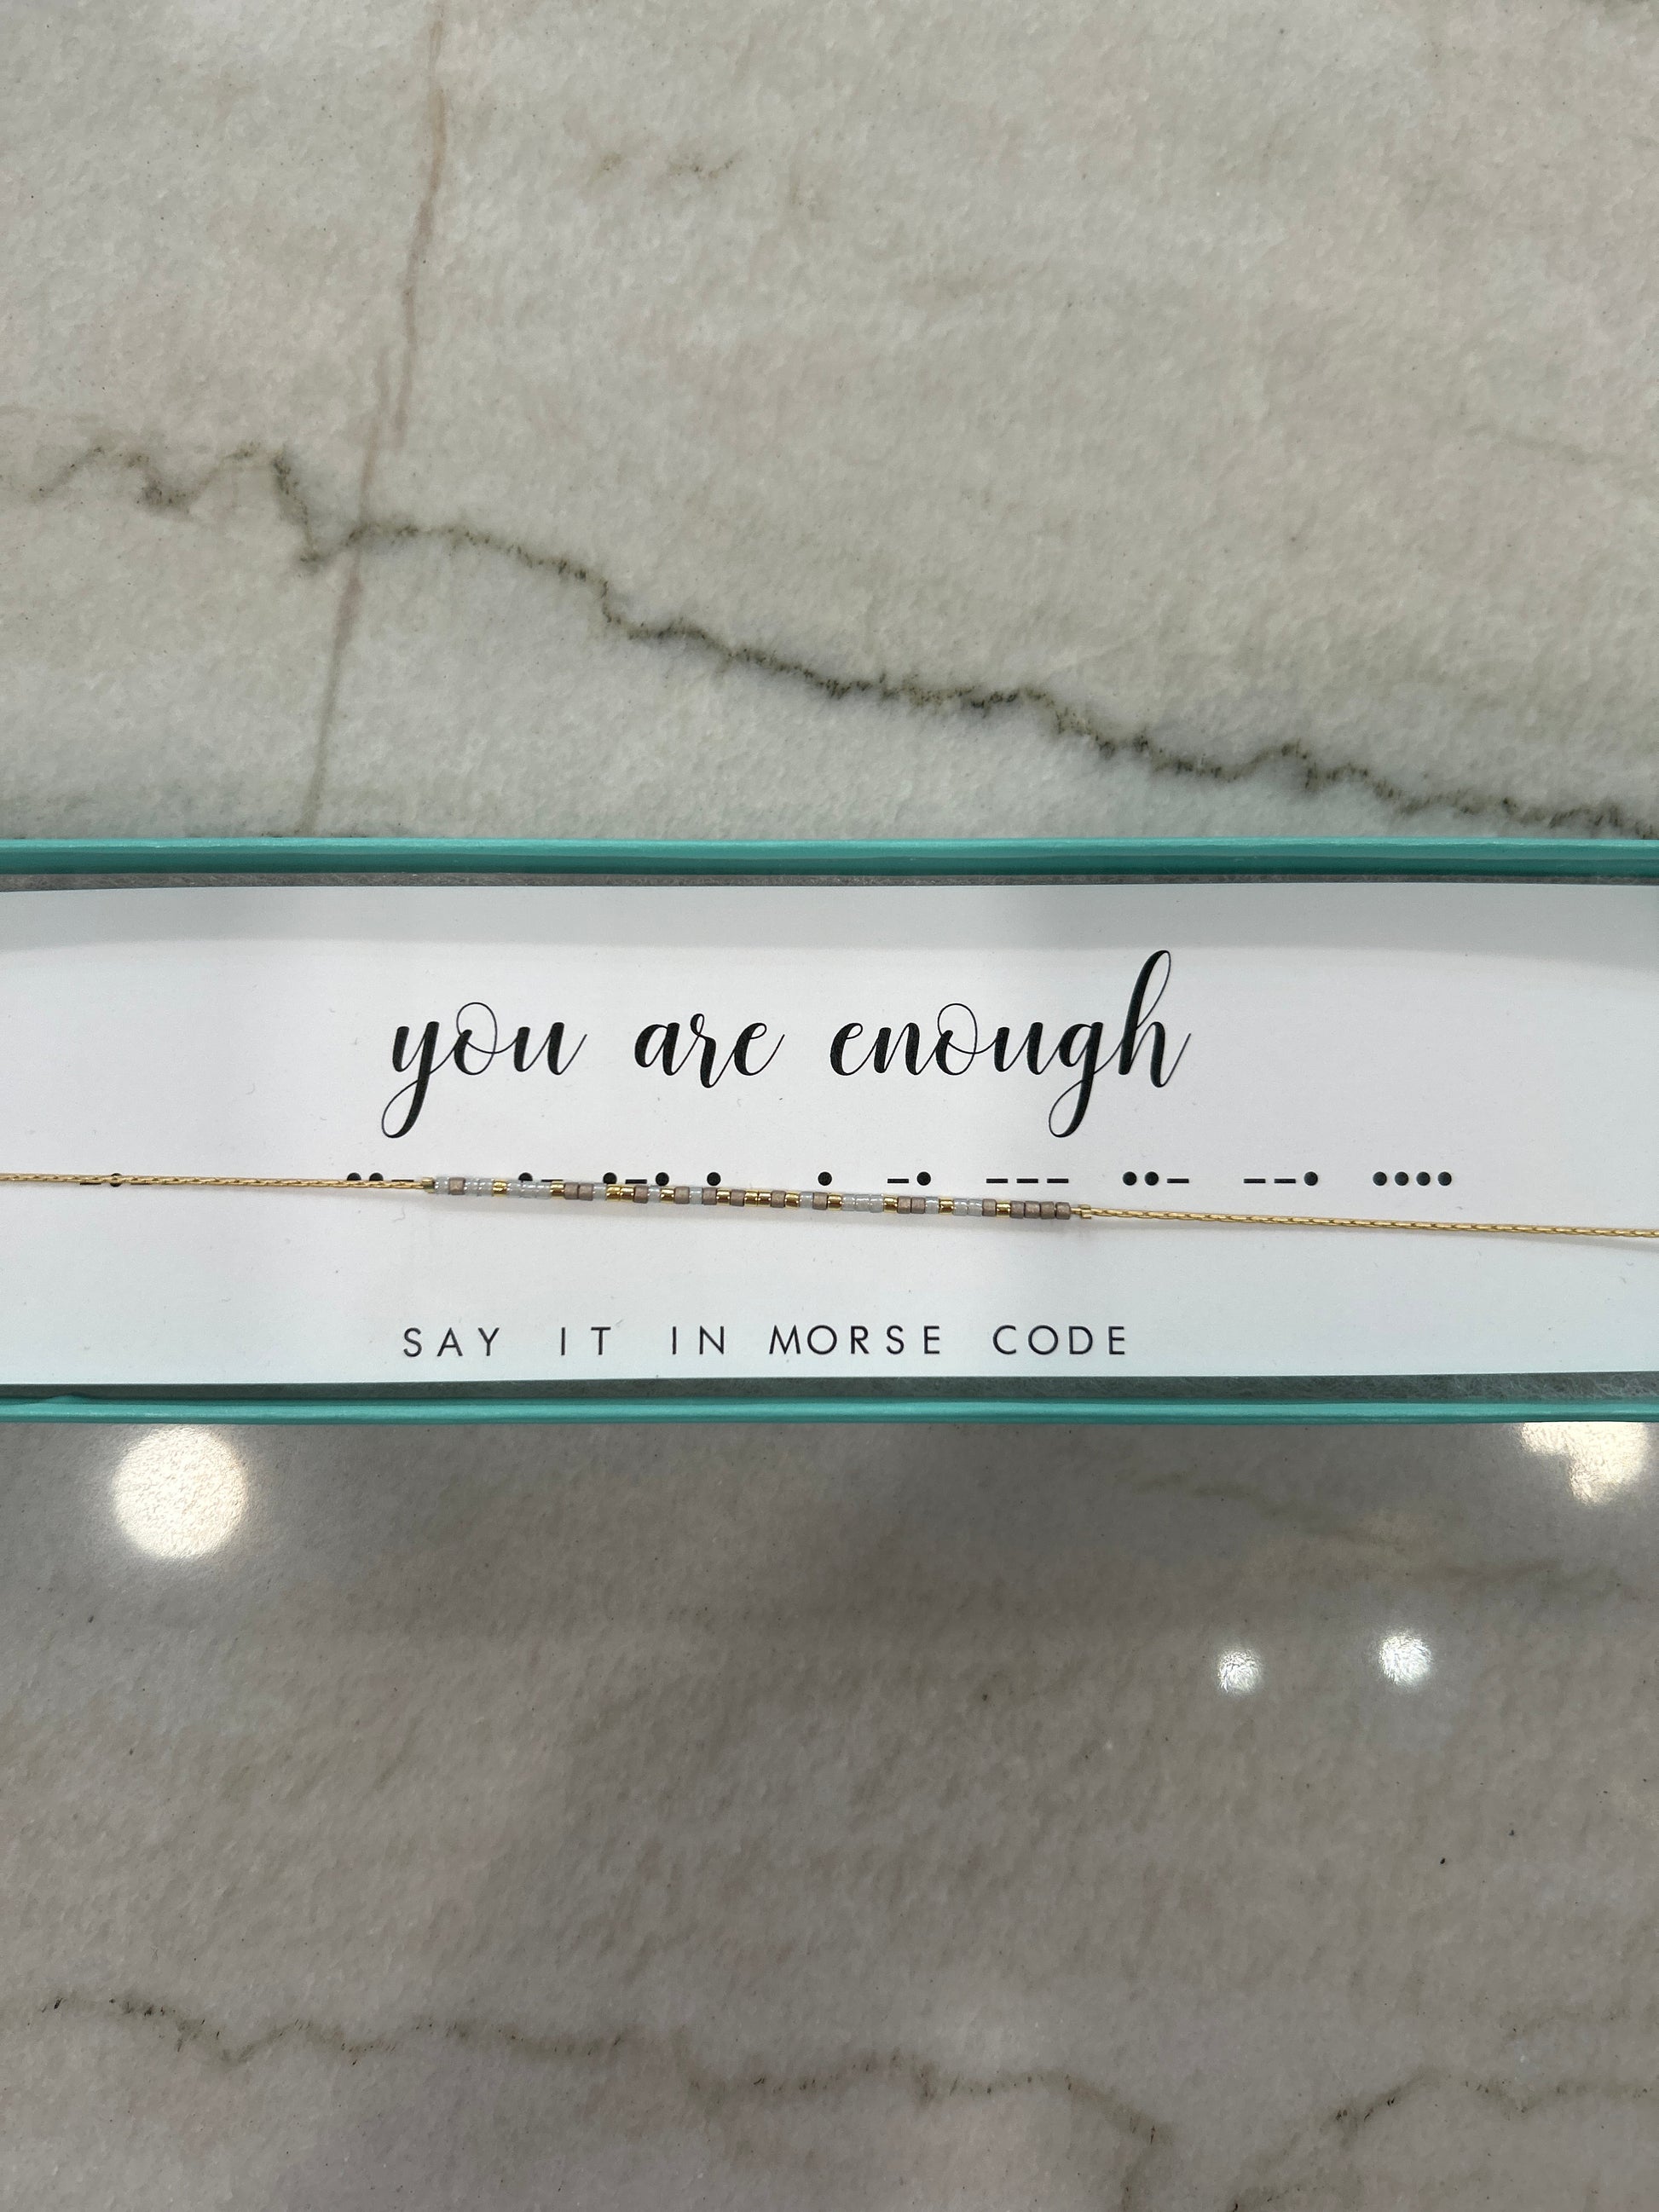 you are enough
•• – •– •–• • • –• ––– ••– ––• ••••
SAY IT IN MORSE CODE